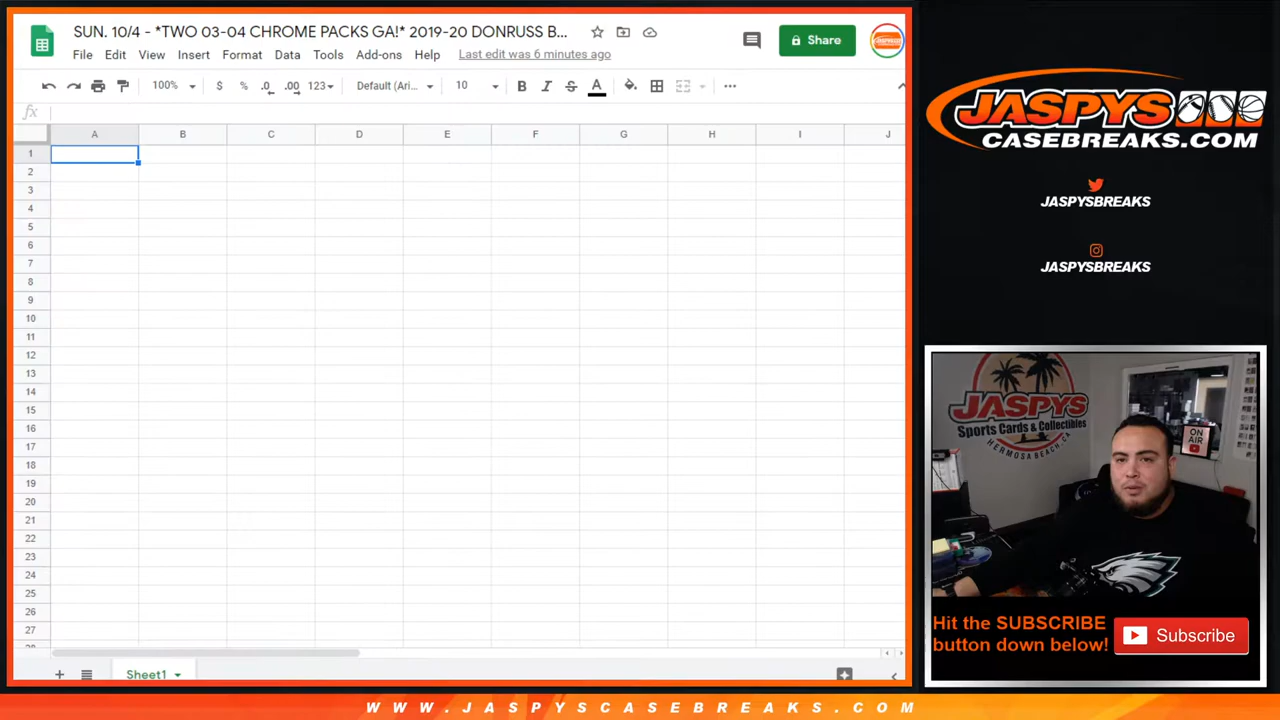 SUN. 10/4 - *TWO 03-04 CHROME PACKS GA!* 2019-20 DONRUSS B...
File Edit View Insert Format Data Tools Add-ons Help Last edit was 6 minutes ago
Share
100% $ % .0 .00 123 Default (Ari... 10 B I S A
fx
A B C D E F G H I J
1
2
3
4
5
6
7
8
9
10
11
12
13
14
15
16
17
18
19
20
21
22
23
24
25
26
27
28
Sheet1
JASPYS
CASEBREAKS.COM
JASPYSBREAKS
JASPYSBREAKS
JASPYS
Sports Cards & Collectibles
HERMOSA BEACH, CA
ON
AIR
Hit the SUBSCRIBE
button down below!
Subscribe
WWW.JASPYSCASEBREAKS.COM